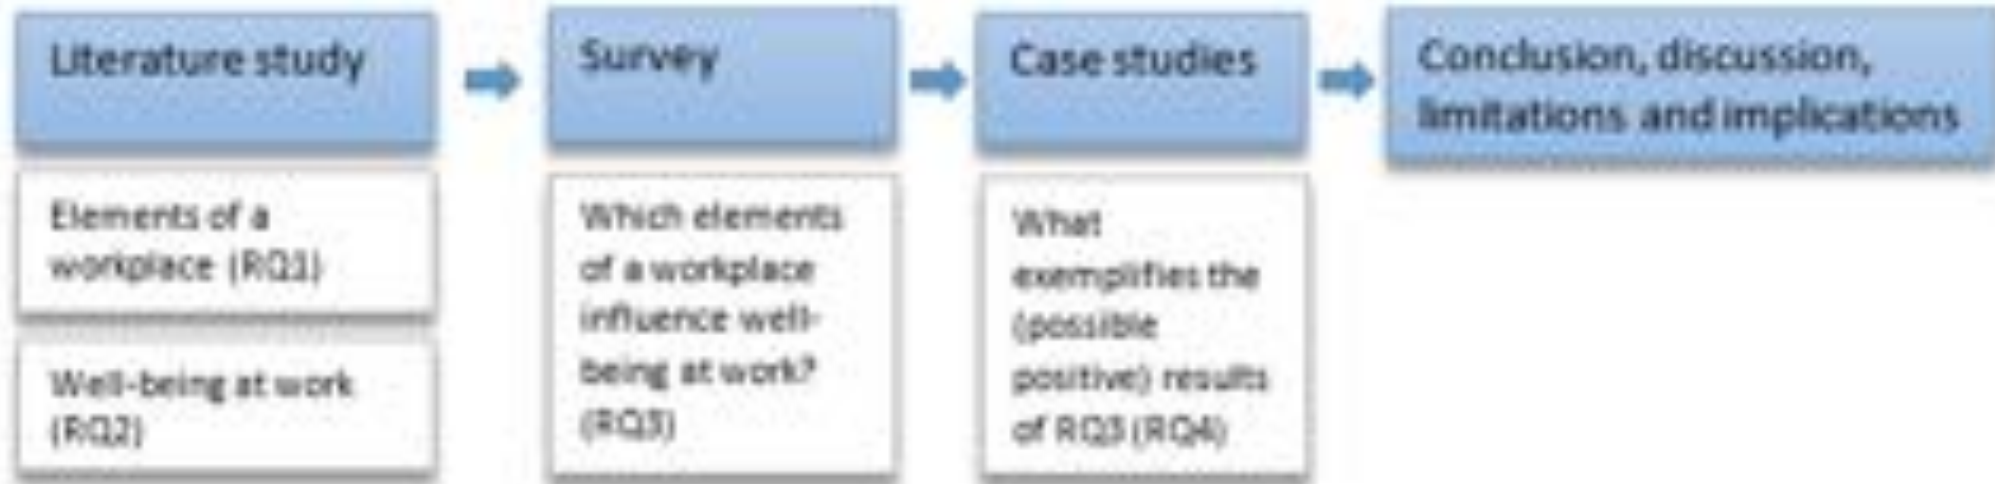 Literature study
Elements of a
workplace (RQ1)
Well-being at work
(RQ2)
Survey
Which elements
of a workplace
influence well-
being at work?
(RQ3)
Case studies
What
exemplifies the
(possible
positive) results
of RQ3 (RQ4)
Conclusion, discussion,
limitations and implications